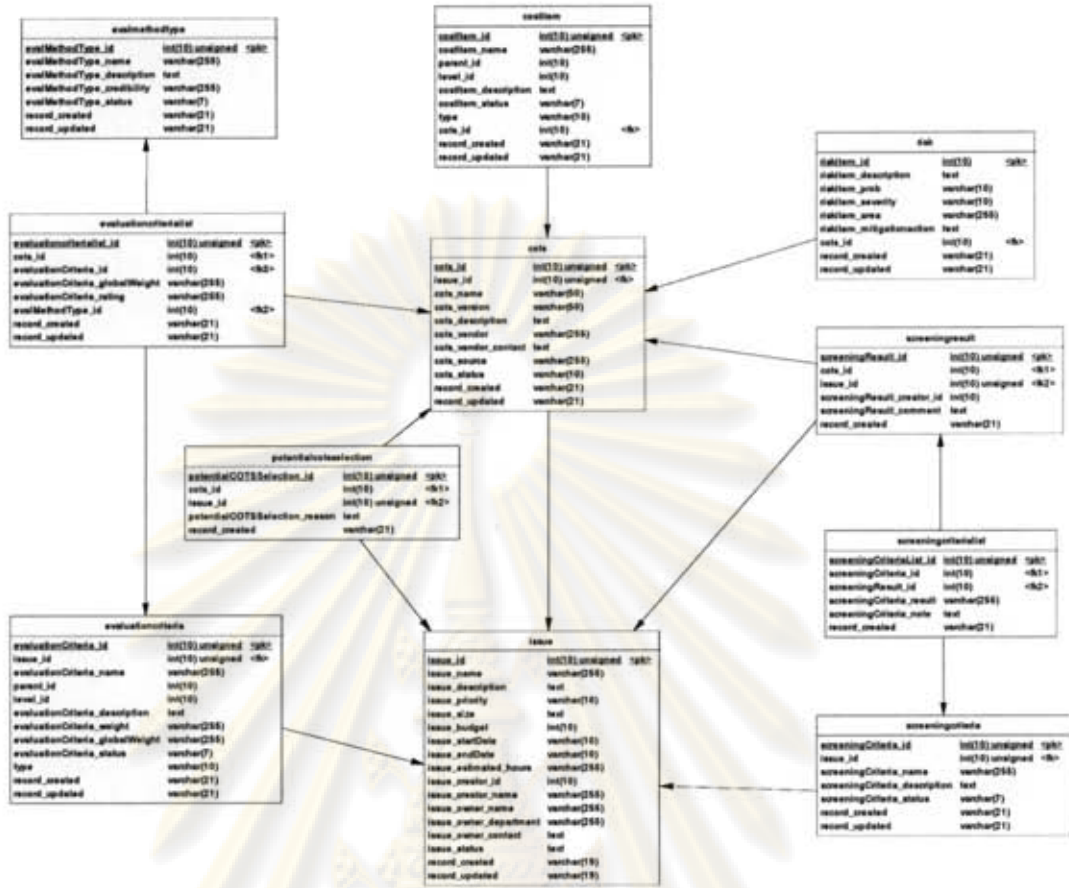 evalmethodtype
evalMethodType_id int(10) unsigned <pk>
evalMethodType_name varchar(255)
evalMethodType_description text
evalMethodType_credibility varchar(255)
evalMethodType_status varchar(7)
record_created varchar(21)
record_updated varchar(21)
costitem
costItem_id int(10) unsigned <pk>
costItem_name varchar(255)
parent_id int(10)
level_id int(10)
costItem_description text
costItem_status varchar(7)
type varchar(10)
cots_id int(10) <fk>
record_created varchar(21)
record_updated varchar(21)
risk
riskItem_id int(10) <pk>
riskItem_description text
riskItem_prob varchar(10)
riskItem_severity varchar(10)
riskItem_area varchar(255)
riskItem_mitigationaction text
cots_id int(10) <fk>
record_created varchar(21)
record_updated varchar(21)
evaluationcriterialist
evaluationcriterialist_id int(10) unsigned <pk>
cots_id int(10) <fk1>
evaluationCriteria_id int(10) <fk3>
evaluationCriteria_globalWeight varchar(255)
evaluationCriteria_rating varchar(255)
evalMethodType_id int(10) <fk2>
record_created varchar(21)
record_updated varchar(21)
cots
cots_id int(10) unsigned <pk>
issue_id int(10) unsigned <fk>
cots_name varchar(50)
cots_version varchar(50)
cots_description text
cots_vendor varchar(255)
cots_vendor_contact text
cots_source varchar(255)
cots_status varchar(10)
record_created varchar(21)
record_updated varchar(21)
screeningresult
screeningResult_id int(10) unsigned <pk>
cots_id int(10) <fk1>
issue_id int(10) unsigned <fk2>
screeningResult_creator_id int(10)
screeningResult_comment text
record_created varchar(21)
potentialcotsselection
potentialCOTSSelection_id int(10) unsigned <pk>
cots_id int(10) <fk1>
issue_id int(10) unsigned <fk2>
potentialCOTSSelection_reason text
record_created varchar(21)
screeningcriterialist
screeningCriteriaList_id int(10) unsigned <pk>
screeningCriteria_id int(10) <fk1>
screeningResult_id int(10) <fk2>
screeningCriteria_result varchar(255)
screeningCriteria_note text
record_created varchar(21)
evaluationcriteria
evaluationCriteria_id int(10) unsigned <pk>
issue_id int(10) unsigned <fk>
evaluationCriteria_name varchar(255)
parent_id int(10)
level_id int(10)
evaluationCriteria_description text
evaluationCriteria_weight varchar(255)
evaluationCriteria_globalWeight varchar(255)
evaluationCriteria_status varchar(7)
type varchar(10)
record_created varchar(21)
record_updated varchar(21)
issue
issue_id int(10) unsigned <pk>
issue_name varchar(255)
issue_description text
issue_priority varchar(10)
issue_size text
issue_budget int(10)
issue_startDate varchar(10)
issue_endDate varchar(10)
issue_estimated_hours varchar(255)
issue_creator_id int(10)
issue_creator_name varchar(255)
issue_owner_name varchar(255)
issue_owner_department varchar(255)
issue_owner_contact text
issue_status text
record_created varchar(19)
record_updated varchar(19)
screeningcriteria
screeningCriteria_id int(10) unsigned <pk>
issue_id int(10) unsigned <fk>
screeningCriteria_name varchar(255)
screeningCriteria_description text
screeningCriteria_status varchar(7)
record_created varchar(21)
record_updated varchar(21)